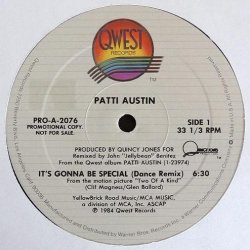 QWEST
RECORDS
TM
PATTI AUSTIN
PRO-A-2076
PROMOTIONAL COPY.
NOT FOR SALE.
SIDE 1
33 1/3 RPM
PRODUCED BY QUINCY JONES FOR
Remixed by John "Jellybean" Benitez
From the Qwest album PATTI AUSTIN (1-23974)
IT'S GONNA BE SPECIAL (Dance Remix) 6:30
From the motion picture "Two Of A Kind"
(Clif Magness/Glen Ballard)
YellowBrick Road Music/MCA MUSIC,
a division of MCA, Inc. ASCAP
℗ 1984 Qwest Records